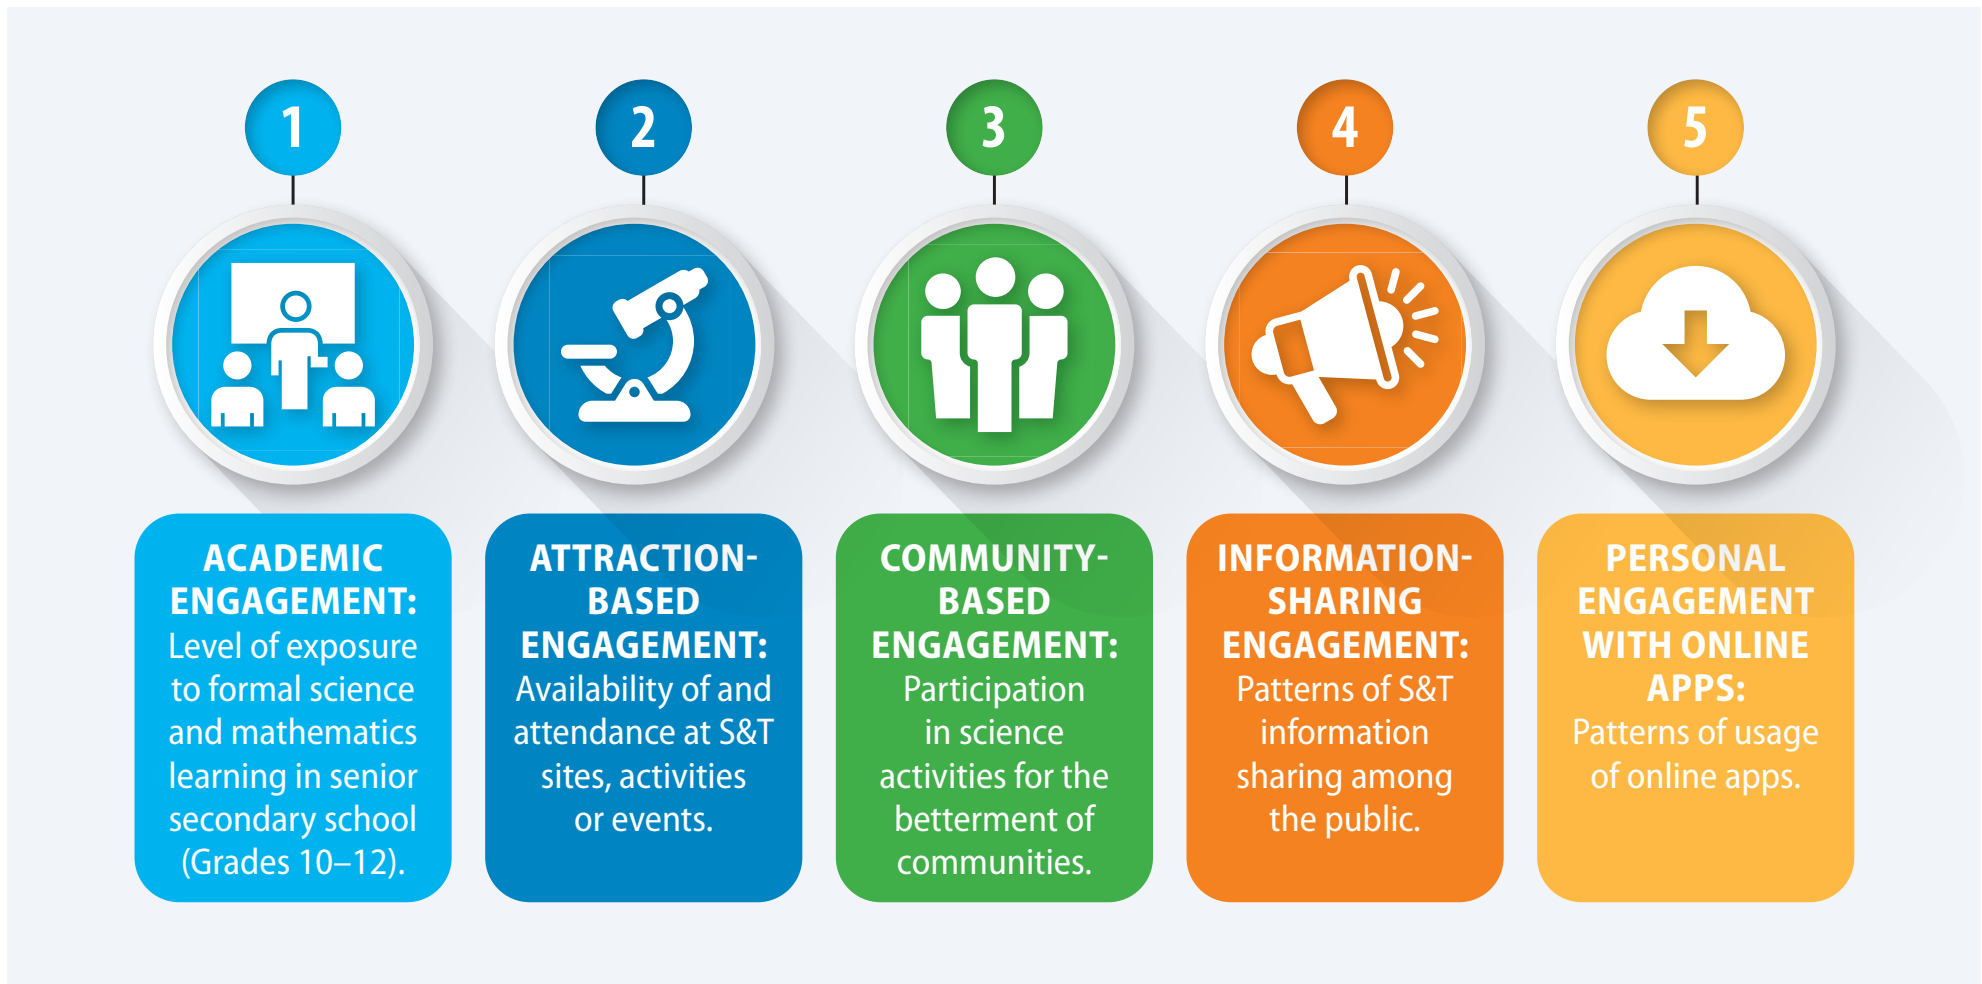 1
2
3
4
5
ACADEMIC
ENGAGEMENT:
Level of exposure
to formal science
and mathematics
learning in senior
secondary school
(Grades 10–12).
ATTRACTION-
BASED
ENGAGEMENT:
Availability of and
attendance at S&T
sites, activities
or events.
COMMUNITY-
BASED
ENGAGEMENT:
Participation
in science
activities for the
betterment of
communities.
INFORMATION-
SHARING
ENGAGEMENT:
Patterns of S&T
information
sharing among
the public.
PERSONAL
ENGAGEMENT
WITH ONLINE
APPS:
Patterns of usage
of online apps.